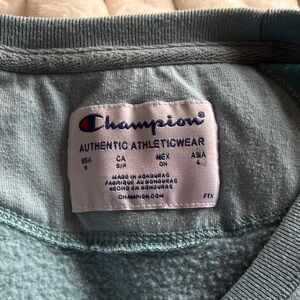 Champion
AUTHENTIC ATHLETICWEAR
USA CA MEX ASIA
S S/P CH
MADE IN HONDURAS
FABRIQUÉ AU HONDURAS
HECHO EN HONDURAS
CHAMPION.COM FTX